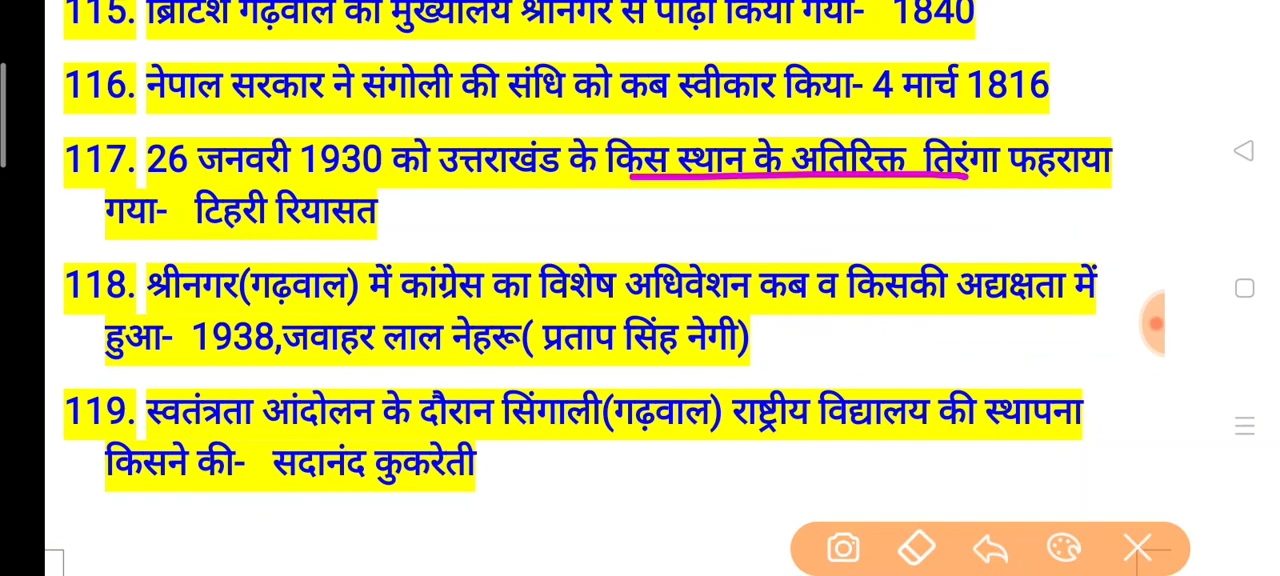 115. ब्रिटिश गढ़वाल का मुख्यालय श्रीनगर से पौढ़ी किया गया- 1840
116. नेपाल सरकार ने संगोली की संधि को कब स्वीकार किया- 4 मार्च 1816
117. 26 जनवरी 1930 को उत्तराखंड के किस स्थान के अतिरिक्त तिरंगा फहराया
गया- टिहरी रियासत
118. श्रीनगर(गढ़वाल) में कांग्रेस का विशेष अधिवेशन कब व किसकी अद्यक्षता में
हुआ- 1938,जवाहर लाल नेहरू( प्रताप सिंह नेगी)
119. स्वतंत्रता आंदोलन के दौरान सिंगाली(गढ़वाल) राष्ट्रीय विद्यालय की स्थापना
किसने की- सदानंद कुकरेती